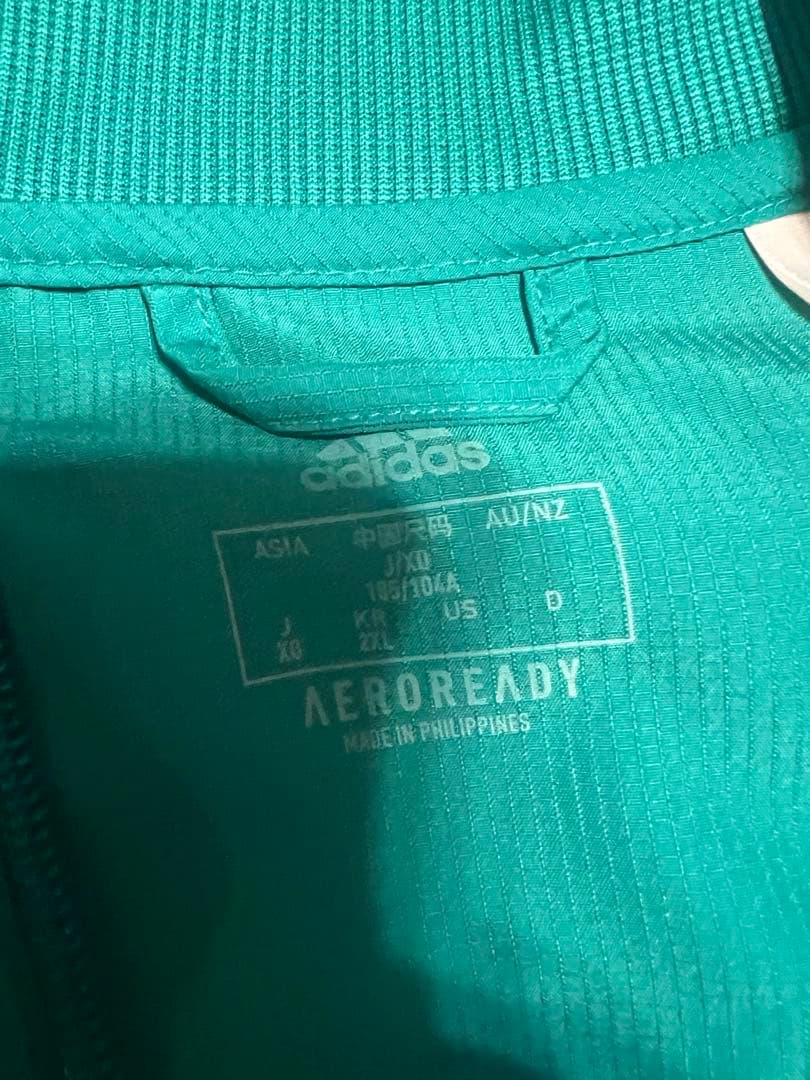 adidas
ASIA 中国尺码 AU/NZ
J/XO
185/104A
J KR US D
XO 2XL
AEROREADY
MADE IN PHILIPPINES